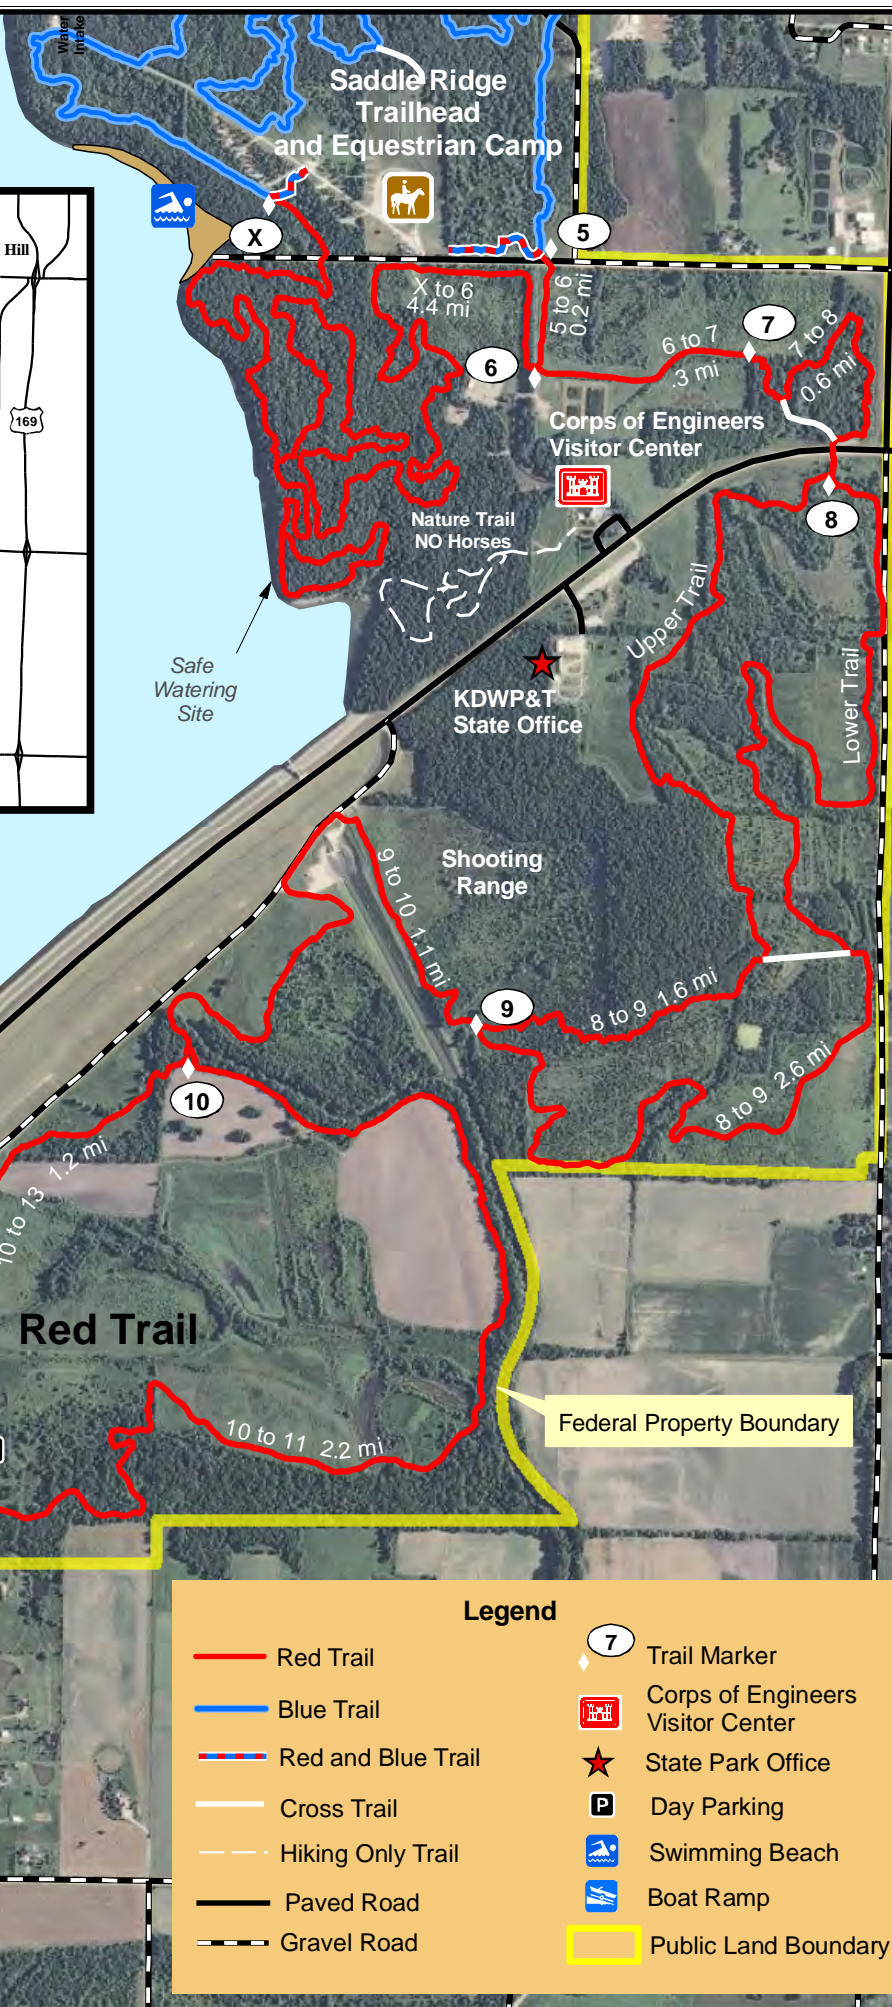 Water
Intake
Saddle Ridge
Trailhead
and Equestrian Camp
Hill
X
5
X to 6
4.4 mi
5 to 6
0.2 mi
7
6 to 7
.3 mi
7 to 8
0.6 mi
6
169
Corps of Engineers
Visitor Center
8
Nature Trail
NO Horses
Upper Trail
Safe
Watering
Site
KDWP&T
State Office
Lower Trail
Shooting
Range
9 to 10 1.1 mi
9
8 to 9 1.6 mi
10
8 to 9 2.6 mi
10 to 13 1.2 mi
Red Trail
Federal Property Boundary
10 to 11 2.2 mi
Legend
Red Trail
Blue Trail
Red and Blue Trail
Cross Trail
Hiking Only Trail
Paved Road
Gravel Road
7
Trail Marker
Corps of Engineers
Visitor Center
State Park Office
P
Day Parking
Swimming Beach
Boat Ramp
Public Land Boundary